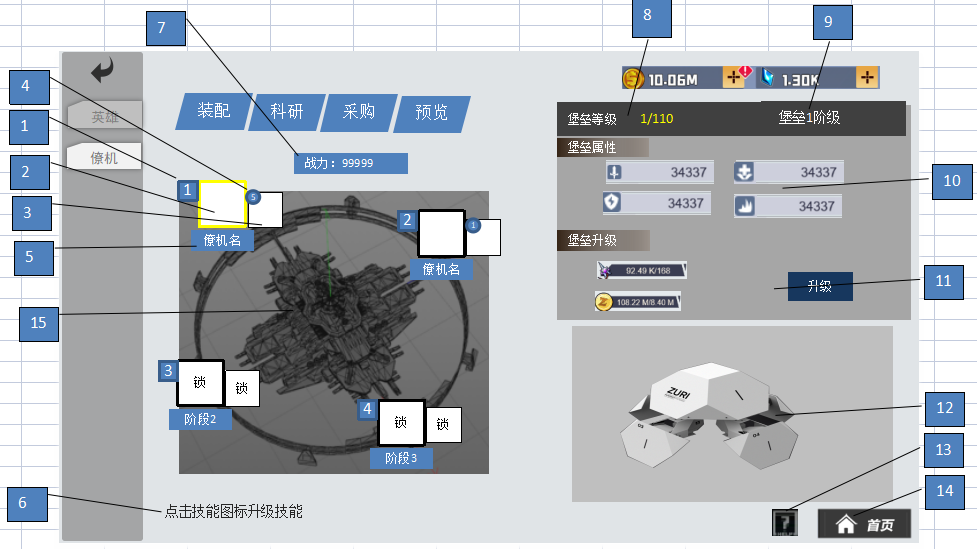 7
8
9
10.06M
1.30K
4
英雄
装配
科研
采购
预览
堡垒等级
1/110
堡垒1阶段
1
僚机
战力：99999
堡垒属性
2
34337
34337
10
1
S
3
34337
34337
2
1
僚机名
堡垒升级
5
僚机名
92.49 K/168
11
升级
108.22 M/8.40 M
15
ZURI
3
锁
锁
12
4
锁
锁
阶段2
13
阶段3
14
6
点击技能图标升级技能
?
首页